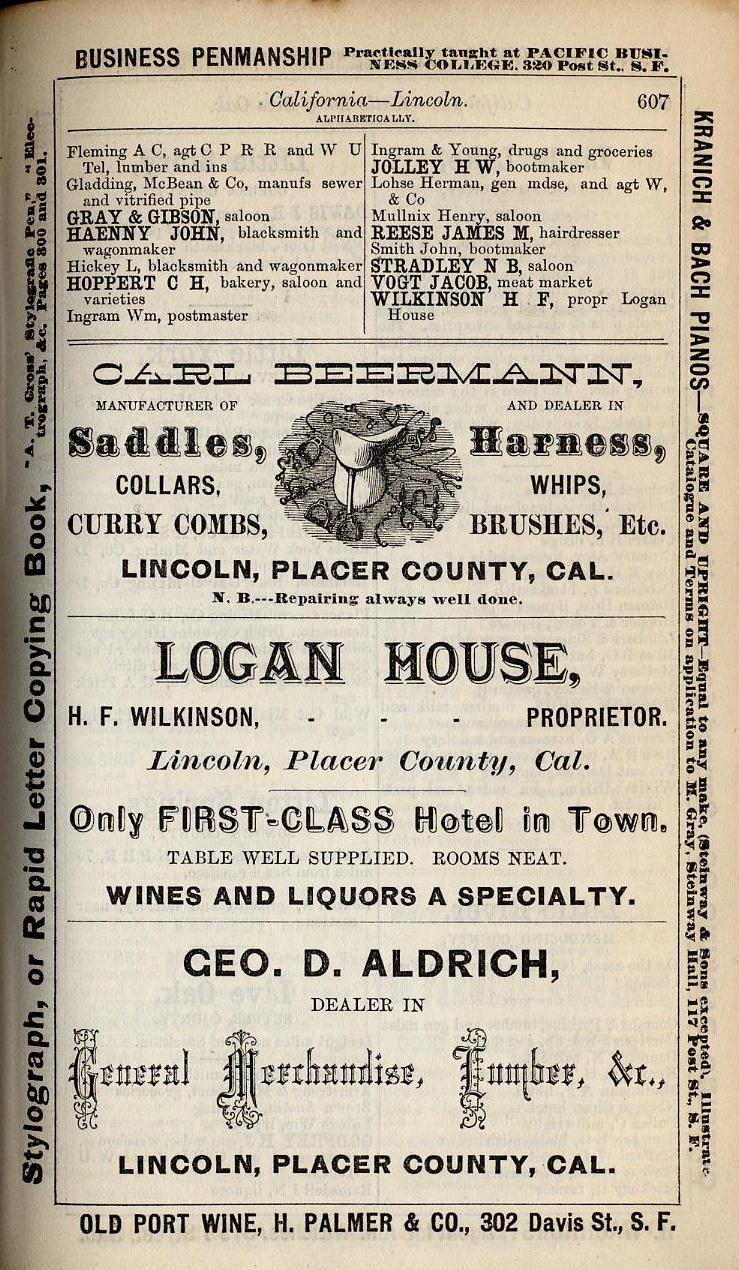 BUSINESS PENMANSHIP Practically taught at PACIFIC BUSI-
NESS COLLEGE, 320 Post St., S. F.
California—Lincoln. 607
ALPHABETICALLY.
Fleming A C, agt C P R R and W U
Tel, lumber and ins
Gladding, McBean & Co, manufs sewer
and vitrified pipe
GRAY & GIBSON, saloon
HAENNY JOHN, blacksmith and
wagonmaker
Hickey L, blacksmith and wagonmaker
HOPPERT C H, bakery, saloon and
varieties
Ingram Wm, postmaster
Ingram & Young, drugs and groceries
JOLLEY H W, bootmaker
Lohse Herman, gen mdse, and agt W,
& Co
Mullnix Henry, saloon
REESE JAMES M, hairdresser
Smith John, bootmaker
STRADLEY N B, saloon
VOGT JACOB, meat market
WILKINSON H F, propr Logan
House
CARL BEERMANN,
MANUFACTURER OF AND DEALER IN
Saddles, Harness,
COLLARS, WHIPS,
CURRY COMBS, BRUSHES, Etc.
LINCOLN, PLACER COUNTY, CAL.
N. B.---Repairing always well done.
LOGAN HOUSE,
H. F. WILKINSON, - - - PROPRIETOR.
Lincoln, Placer County, Cal.
Only FIRST-CLASS Hotel in Town.
TABLE WELL SUPPLIED. ROOMS NEAT.
WINES AND LIQUORS A SPECIALTY.
GEO. D. ALDRICH,
DEALER IN
General Merchandise, Lumber, &c.,
LINCOLN, PLACER COUNTY, CAL.
OLD PORT WINE, H. PALMER & CO., 302 Davis St., S. F.
Stylograph, or Rapid Letter Copying Book, "A. T. Cross' Stylografic Pen," "Elec-
trograph, &c. Pages 300 and 301.
KRANICH & BACH PIANOS—SQUARE AND UPRIGHT—Equal to any make, (Steinway & Sons excepted). Illustrate
Catalogue and Terms on application to M. Gray, Steinway Hall, 117 Post St., S. F.